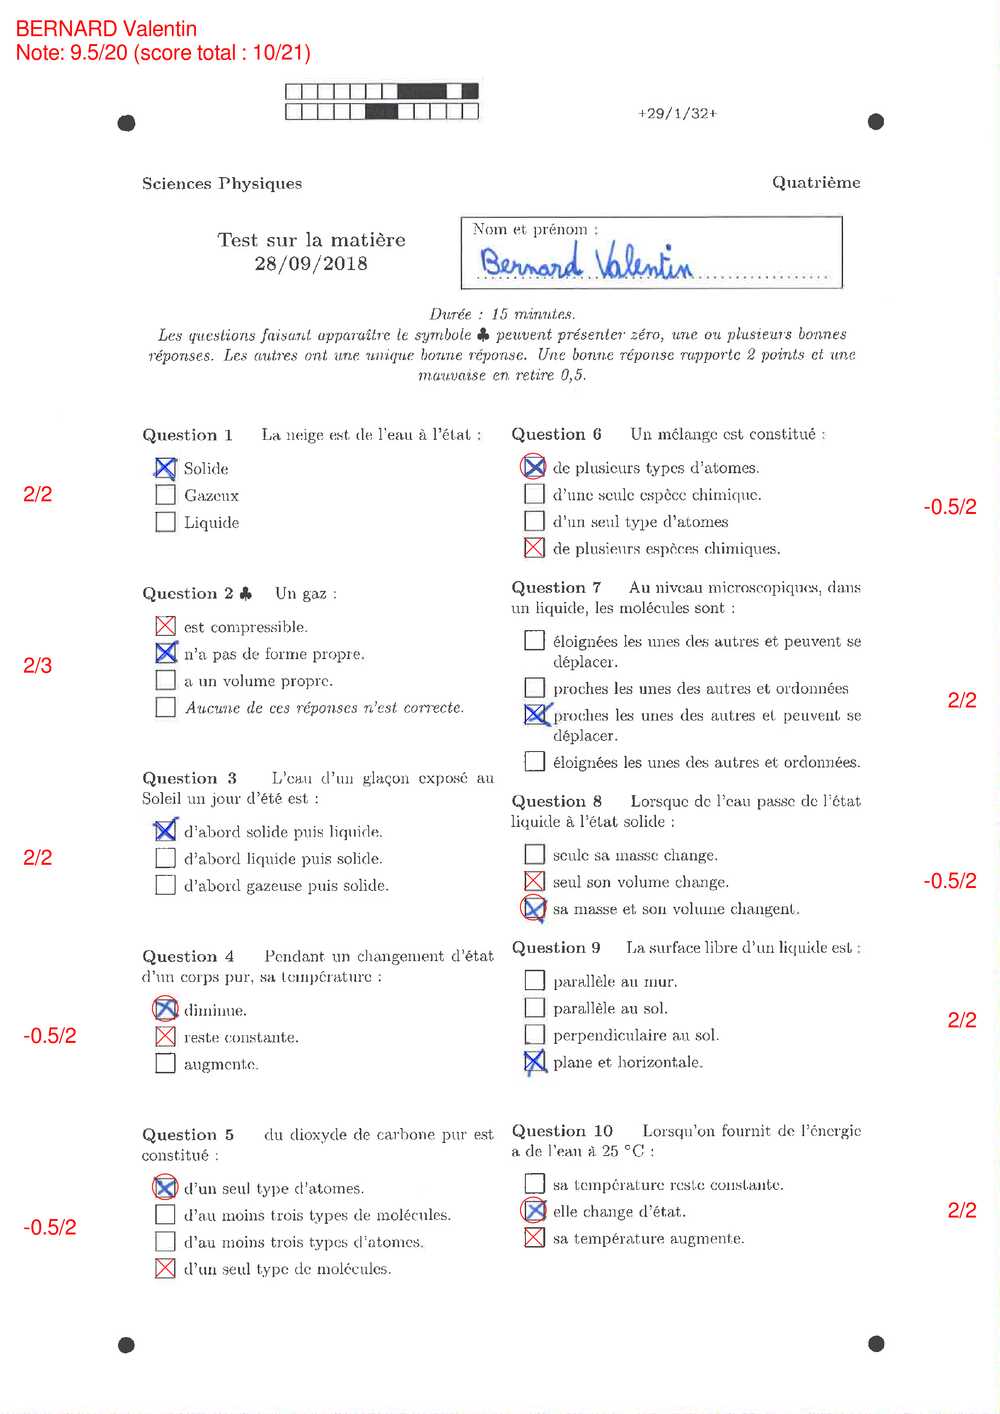 BERNARD Valentin
Note: 9.5/20 (score total : 10/21)
+29/1/32+
Sciences Physiques
Quatrième
Test sur la matière
28/09/2018
Nom et prénom :
Bernard Valentin
Durée : 15 minutes.
Les questions faisant apparaître le symbole ♣ peuvent présenter zéro, une ou plusieurs bonnes
réponses. Les autres ont une unique bonne réponse. Une bonne réponse rapporte 2 points et une
mauvaise en retire 0,5.
Question 1 La neige est de l'eau à l'état :
Solide
2/2
Gazeux
Liquide
Question 2 ♣ Un gaz :
est compressible.
n'a pas de forme propre.
2/3
a un volume propre.
Aucune de ces réponses n'est correcte.
Question 3 L'eau d'un glaçon exposé au
Soleil un jour d'été est :
d'abord solide puis liquide.
2/2
d'abord liquide puis solide.
d'abord gazeuse puis solide.
Question 4 Pendant un changement d'état
d'un corps pur, sa température :
diminue.
-0.5/2
reste constante.
augmente.
Question 5 du dioxyde de carbone pur est
constitué :
d'un seul type d'atomes.
d'au moins trois types de molécules.
-0.5/2
d'au moins trois types d'atomes.
d'un seul type de molécules.
Question 6 Un mélange est constitué :
de plusieurs types d'atomes.
d'une seule espèce chimique.
-0.5/2
d'un seul type d'atomes
de plusieurs espèces chimiques.
Question 7 Au niveau microscopiques, dans
un liquide, les molécules sont :
éloignées les unes des autres et peuvent se
déplacer.
proches les unes des autres et ordonnées
2/2
proches les unes des autres et peuvent se
déplacer.
éloignées les unes des autres et ordonnées.
Question 8 Lorsque de l'eau passe de l'état
liquide à l'état solide :
seule sa masse change.
seul son volume change.
-0.5/2
sa masse et son volume changent.
Question 9 La surface libre d'un liquide est :
parallèle au mur.
parallèle au sol.
2/2
perpendiculaire au sol.
plane et horizontale.
Question 10 Lorsqu'on fournit de l'énergie
a de l'eau à 25 °C :
sa température reste constante.
elle change d'état.
2/2
sa température augmente.